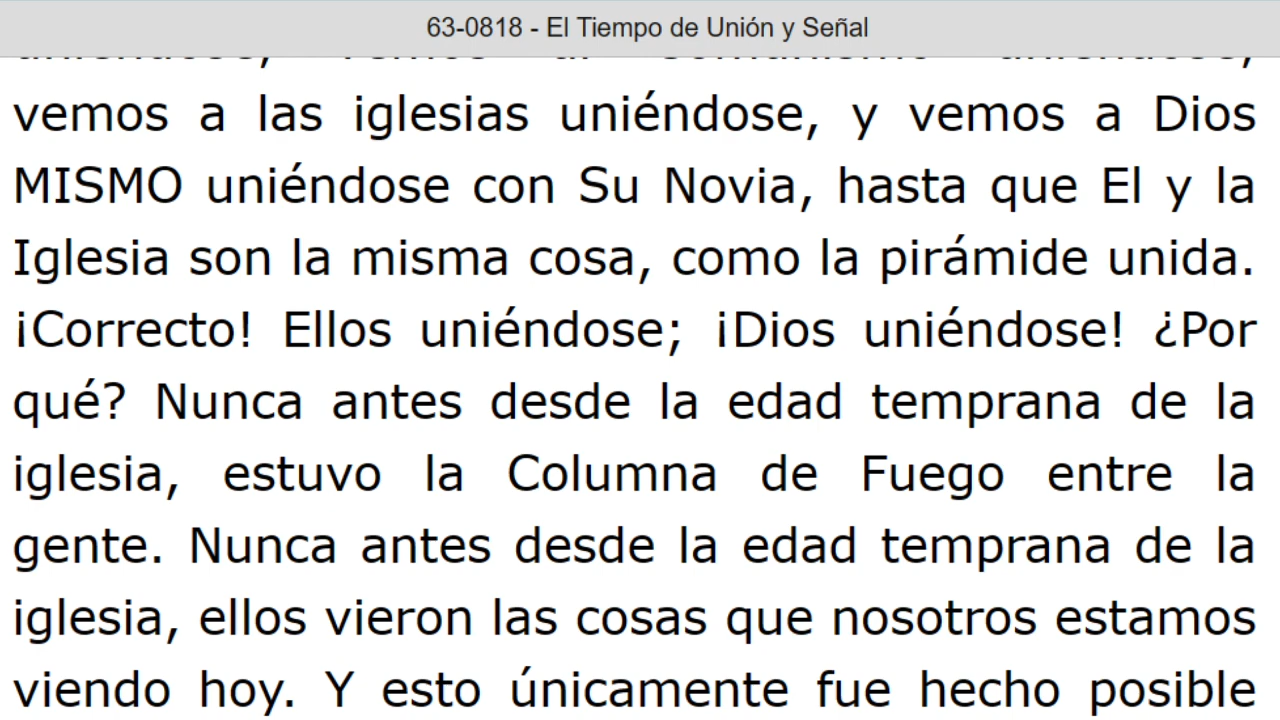 63-0818 - El Tiempo de Unión y Señal
vemos a las iglesias uniéndose, y vemos a Dios
MISMO uniéndose con Su Novia, hasta que El y la
Iglesia son la misma cosa, como la pirámide unida.
¡Correcto! Ellos uniéndose; ¡Dios uniéndose! ¿Por
qué? Nunca antes desde la edad temprana de la
iglesia, estuvo la Columna de Fuego entre la
gente. Nunca antes desde la edad temprana de la
iglesia, ellos vieron las cosas que nosotros estamos
viendo hoy. Y esto únicamente fue hecho posible